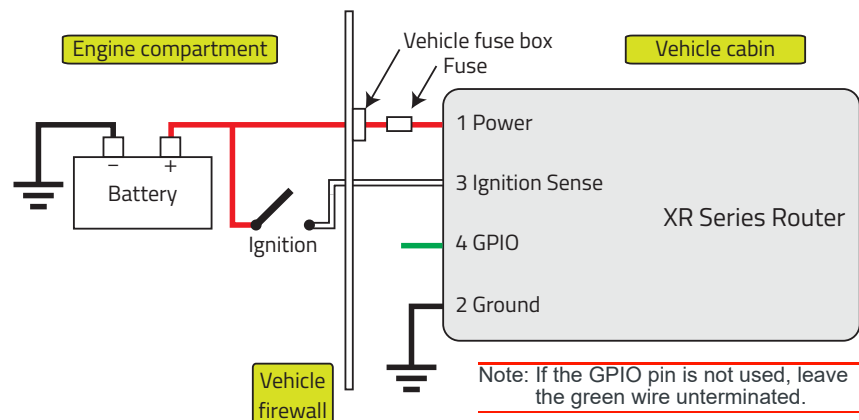 Engine compartment
Vehicle fuse box
Fuse
Vehicle cabin
1 Power
– +
Battery
3 Ignition Sense
XR Series Router
Ignition
4 GPIO
2 Ground
Vehicle
firewall
Note: If the GPIO pin is not used, leave
the green wire unterminated.